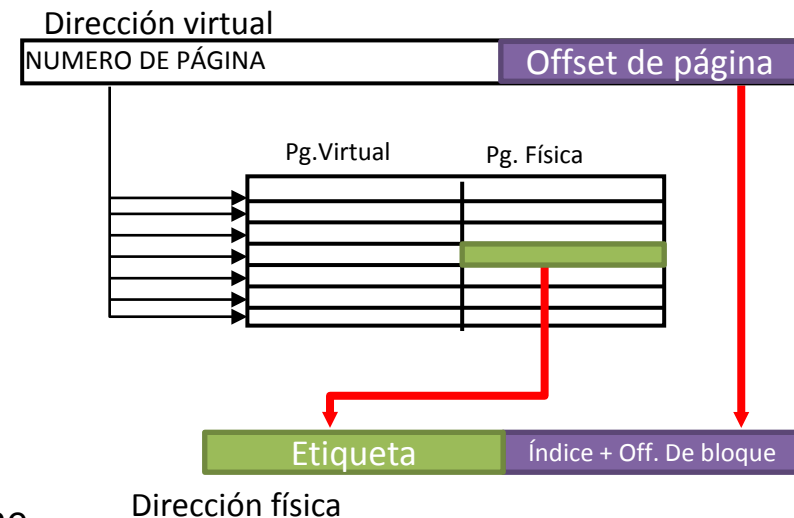 Dirección virtual
NUMERO DE PÁGINA
Offset de página
Pg.Virtual
Pg. Física
Etiqueta
Índice + Off. De bloque
Dirección física